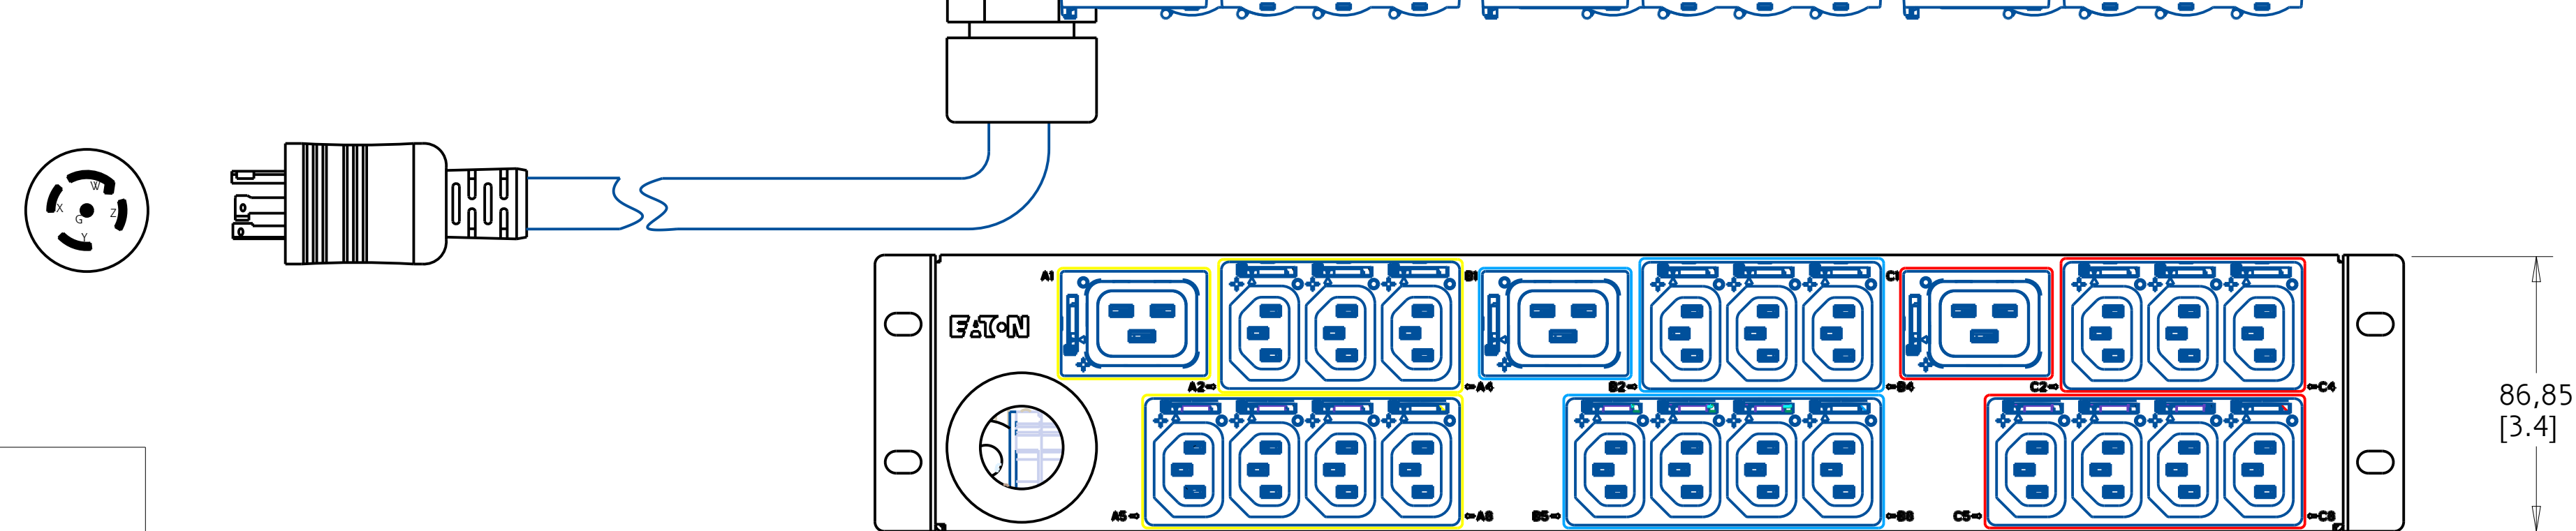 W
X
Z
G
Y
A1
B1
C1
EATON
A2⇨
⇦A4
B2⇨
⇦B4
C2⇨
⇦C4
86,85
[3.4]
A5⇨
⇦A8
B5⇨
⇦B8
C5⇨
⇦C8